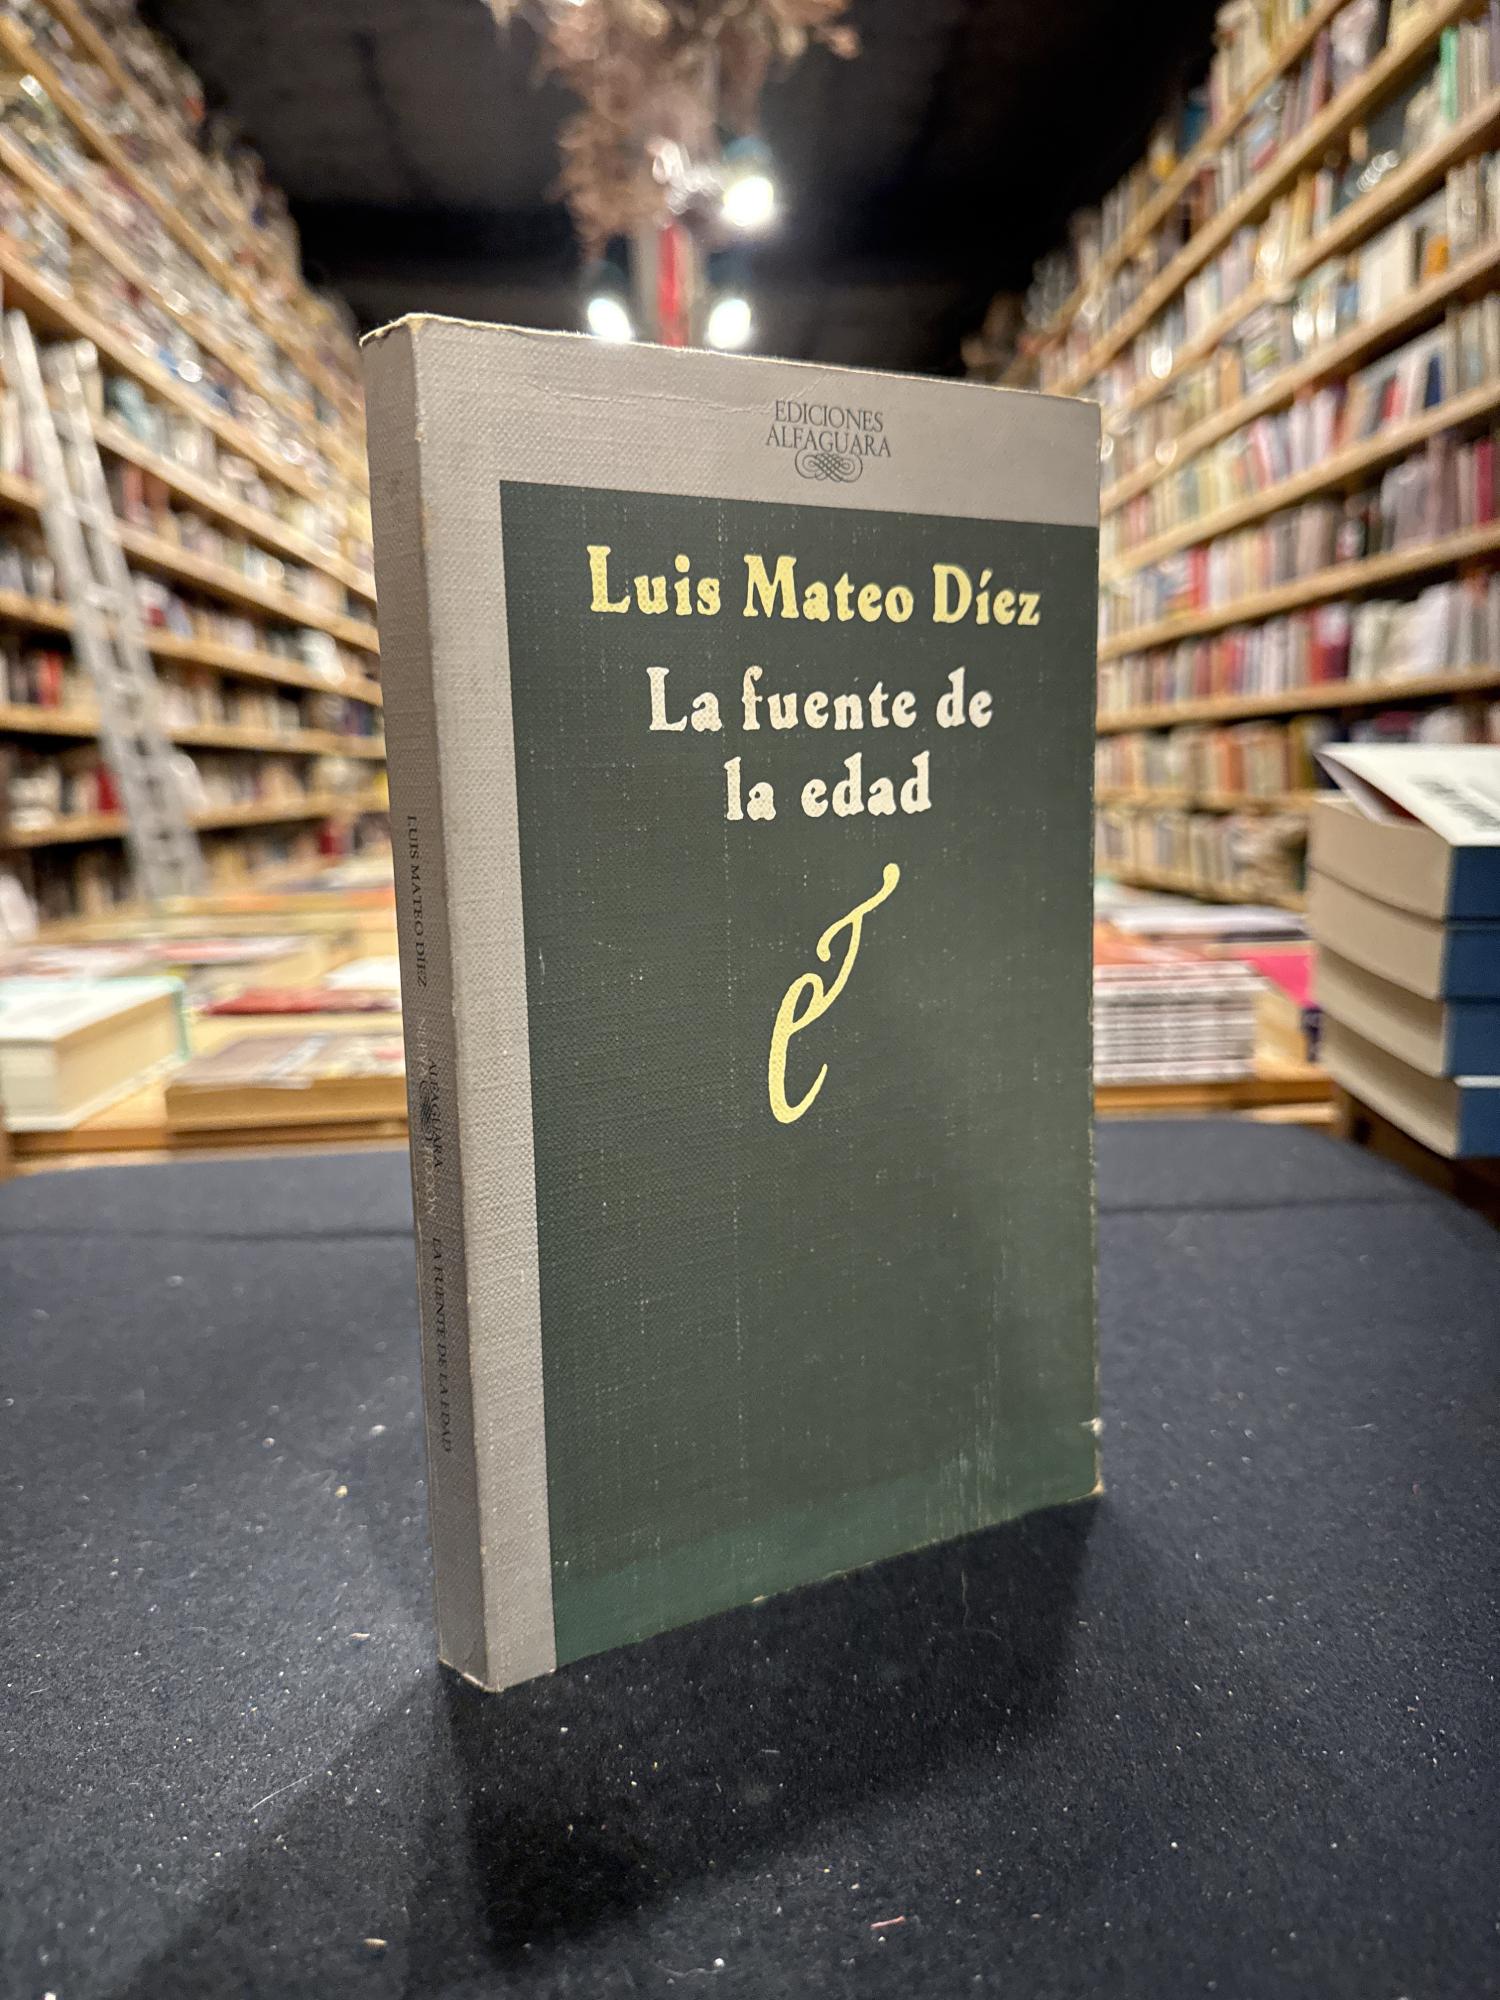 EDICIONES
ALFAGUARA
Luis Mateo Díez
La fuente de
la edad
LUIS MATEO DÍEZ
ALFAGUARA
LA FUENTE DE LA EDAD